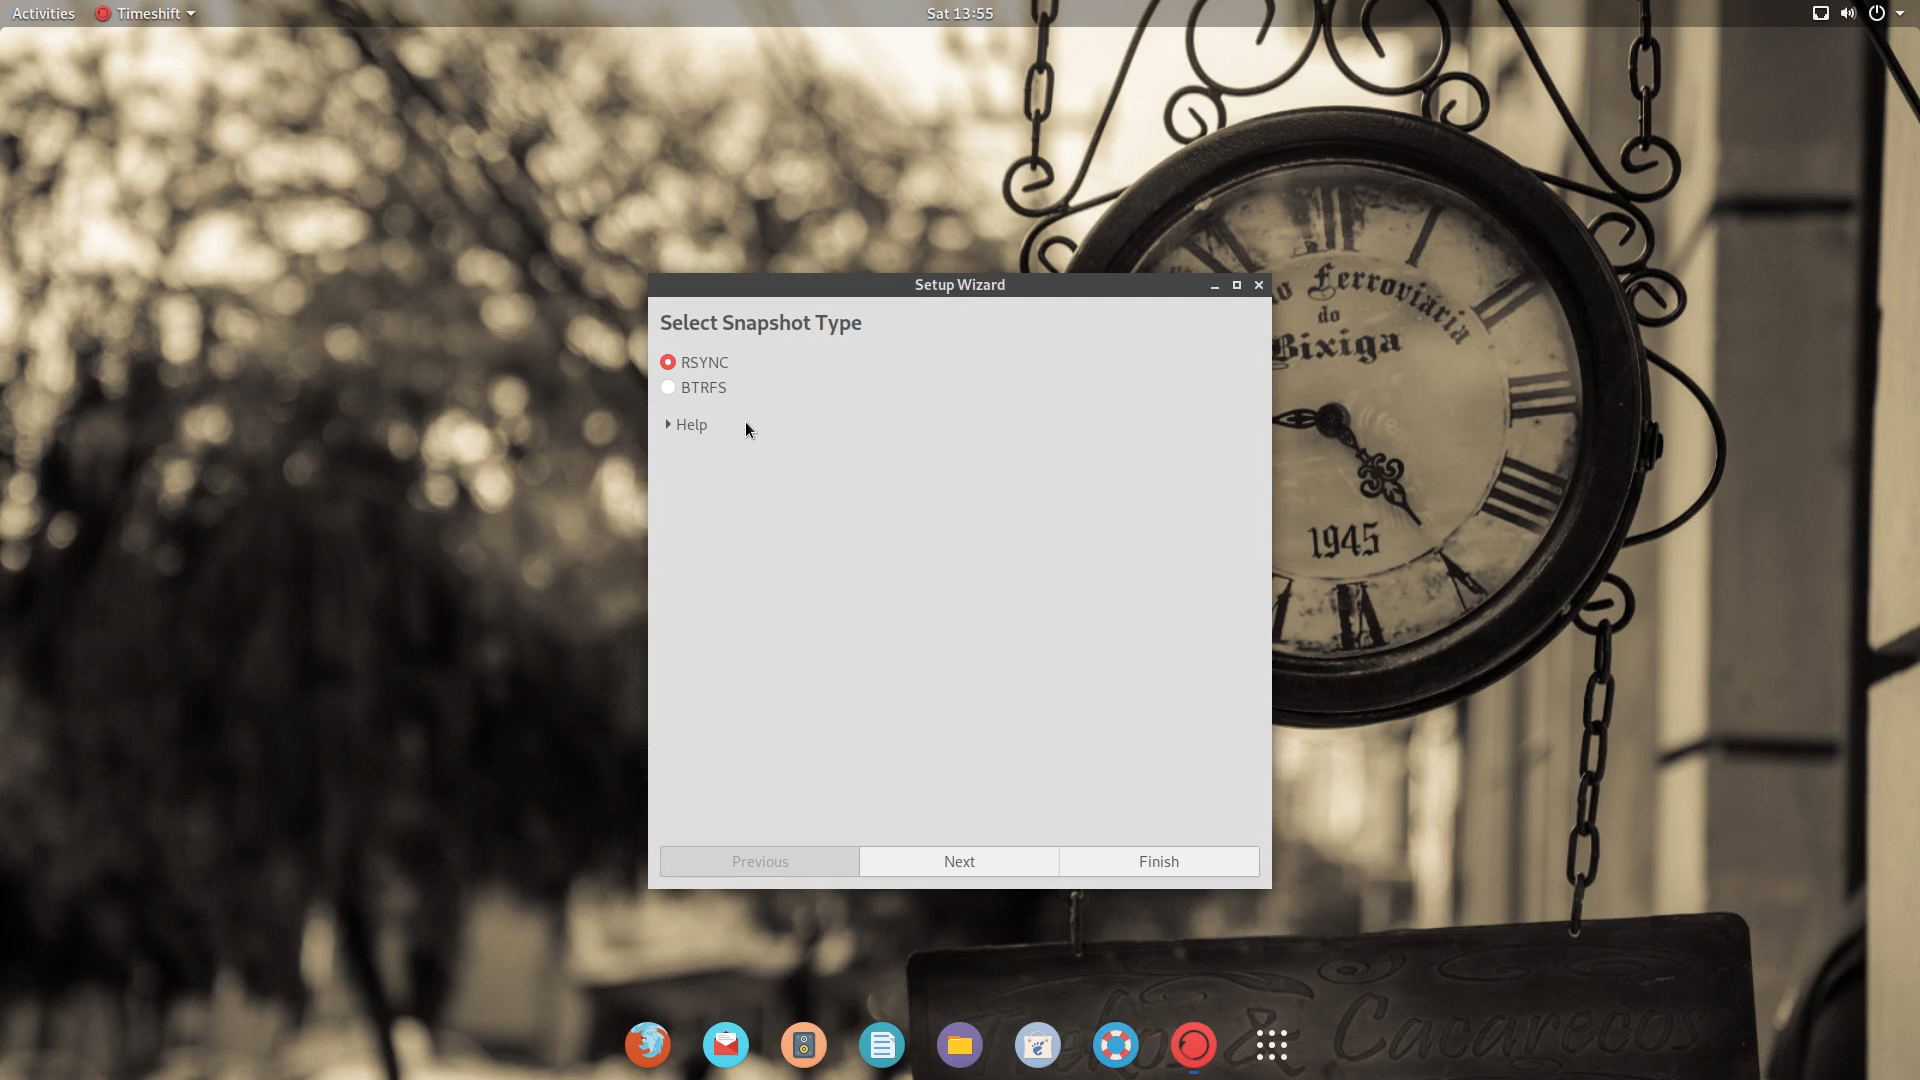 Activities
Timeshift
Sat 13:55
Setup Wizard
Select Snapshot Type
RSYNC
BTRFS
Help
Previous
Next
Finish
Ferroviária
do
Bixiga
1945
Cacarecos